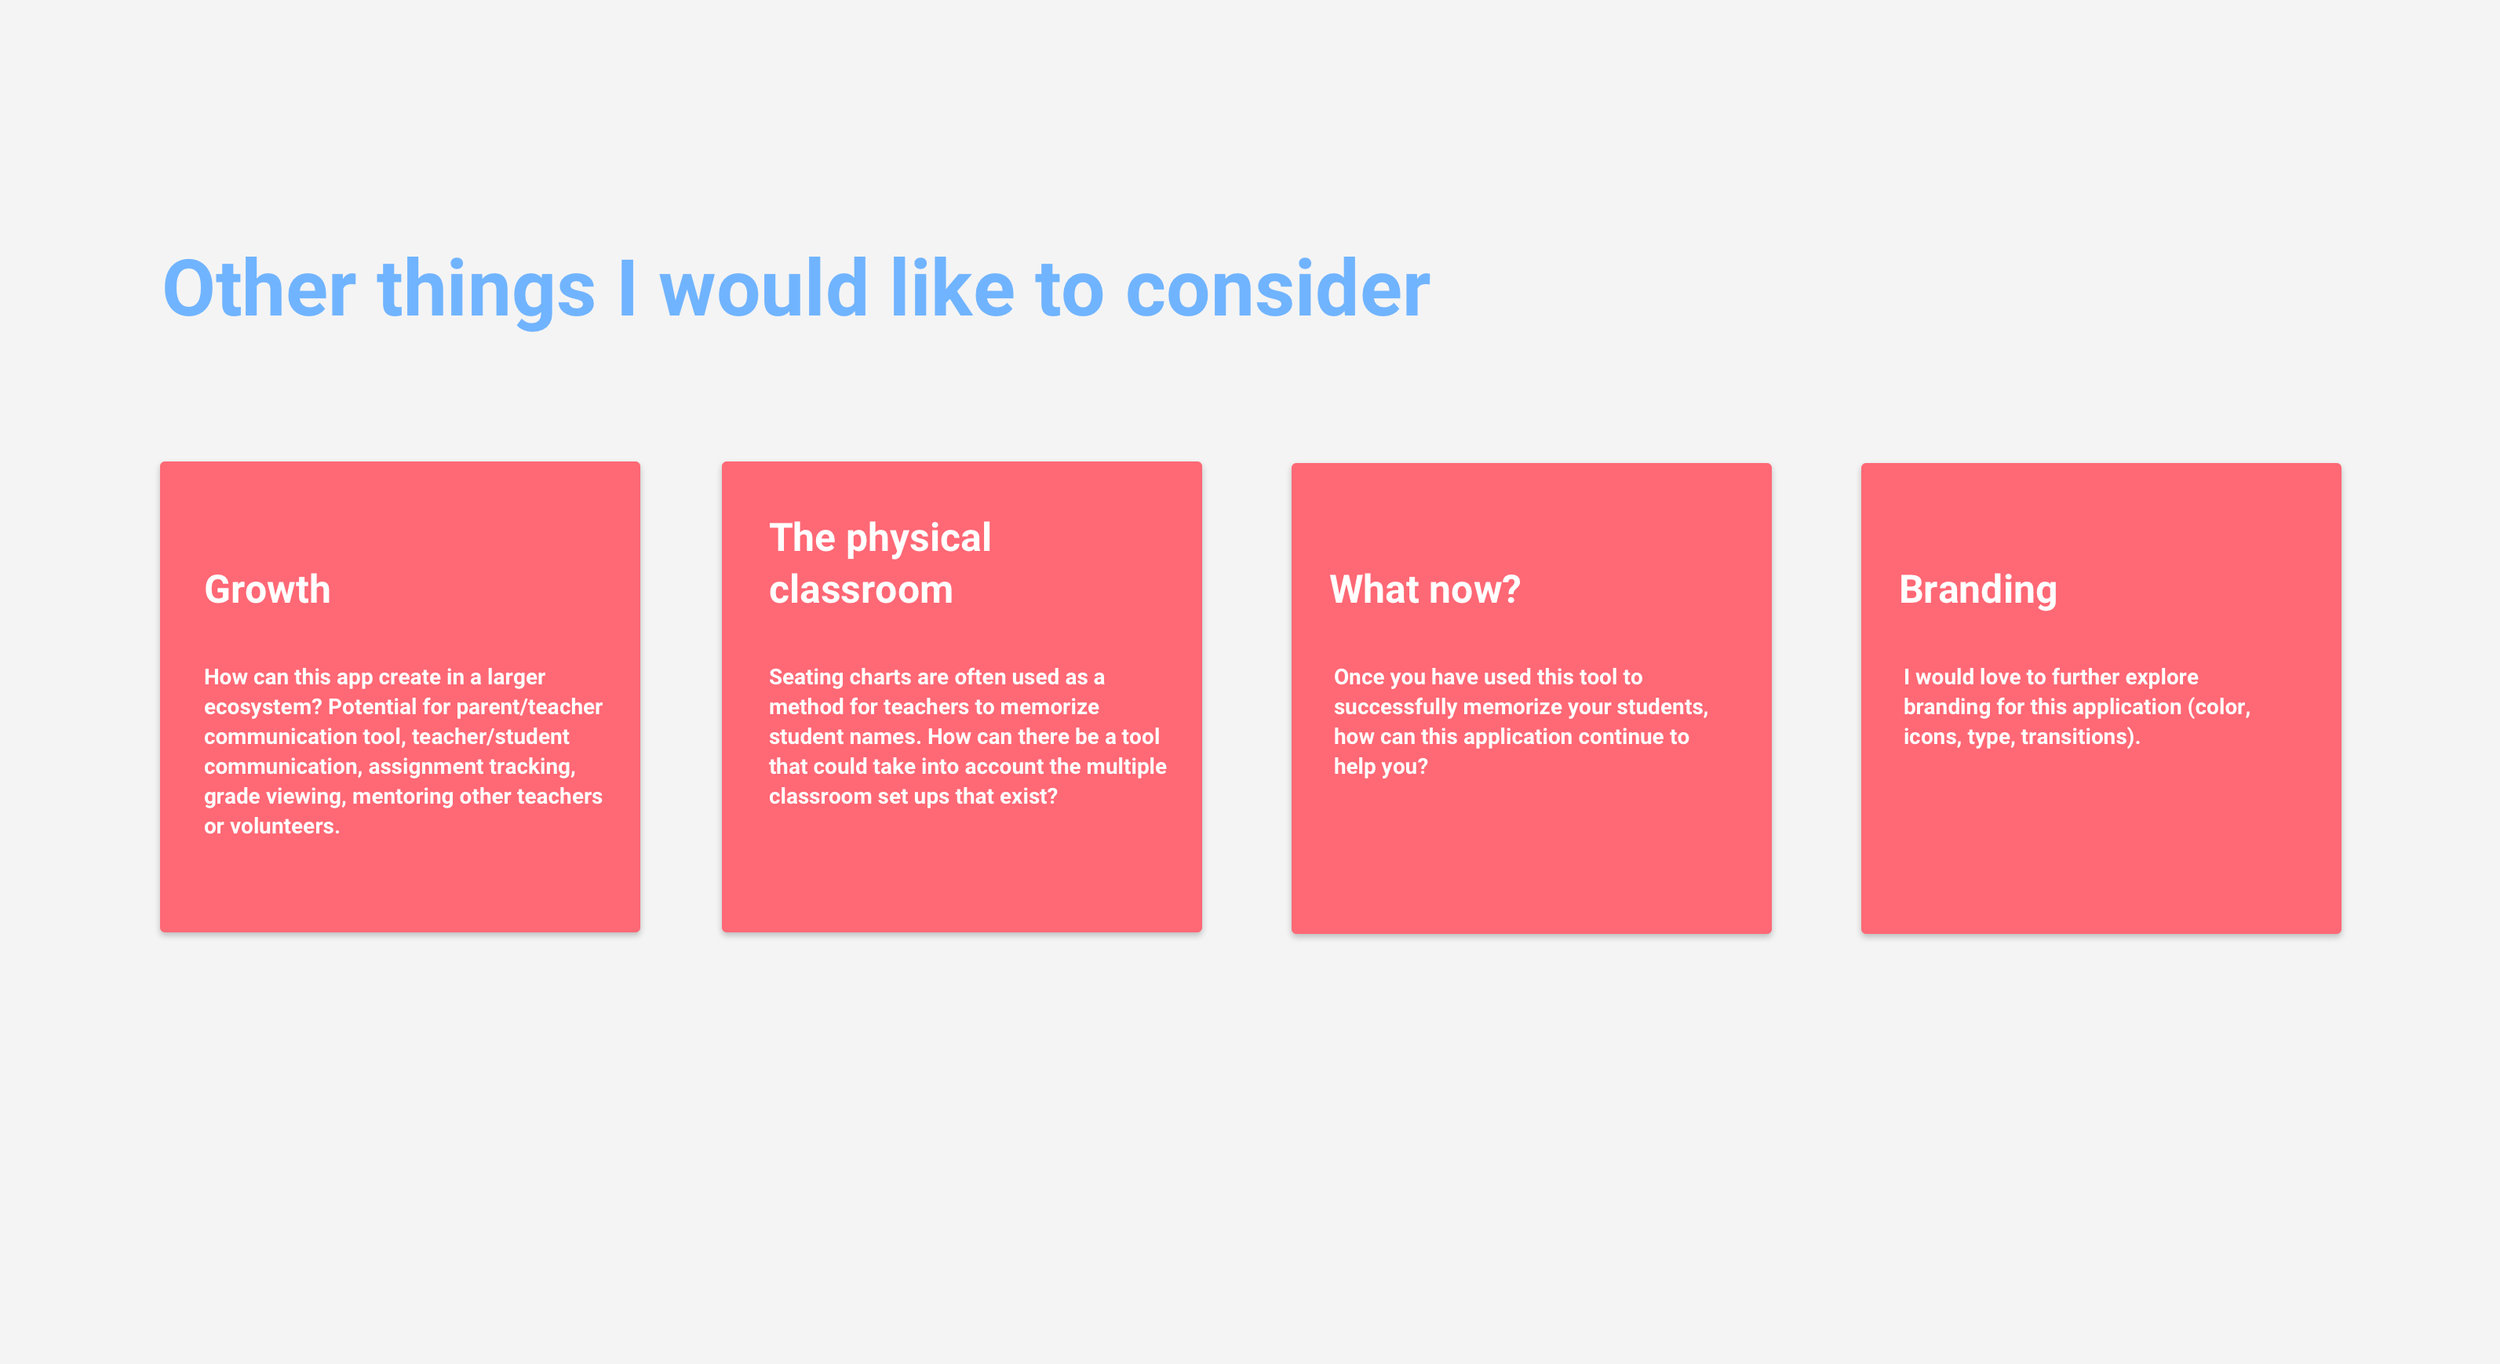 Other things I would like to consider
Growth
How can this app create in a larger
ecosystem? Potential for parent/teacher
communication tool, teacher/student
communication, assignment tracking,
grade viewing, mentoring other teachers
or volunteers.
The physical
classroom
Seating charts are often used as a
method for teachers to memorize
student names. How can there be a tool
that could take into account the multiple
classroom set ups that exist?
What now?
Once you have used this tool to
successfully memorize your students,
how can this application continue to
help you?
Branding
I would love to further explore
branding for this application (color,
icons, type, transitions).